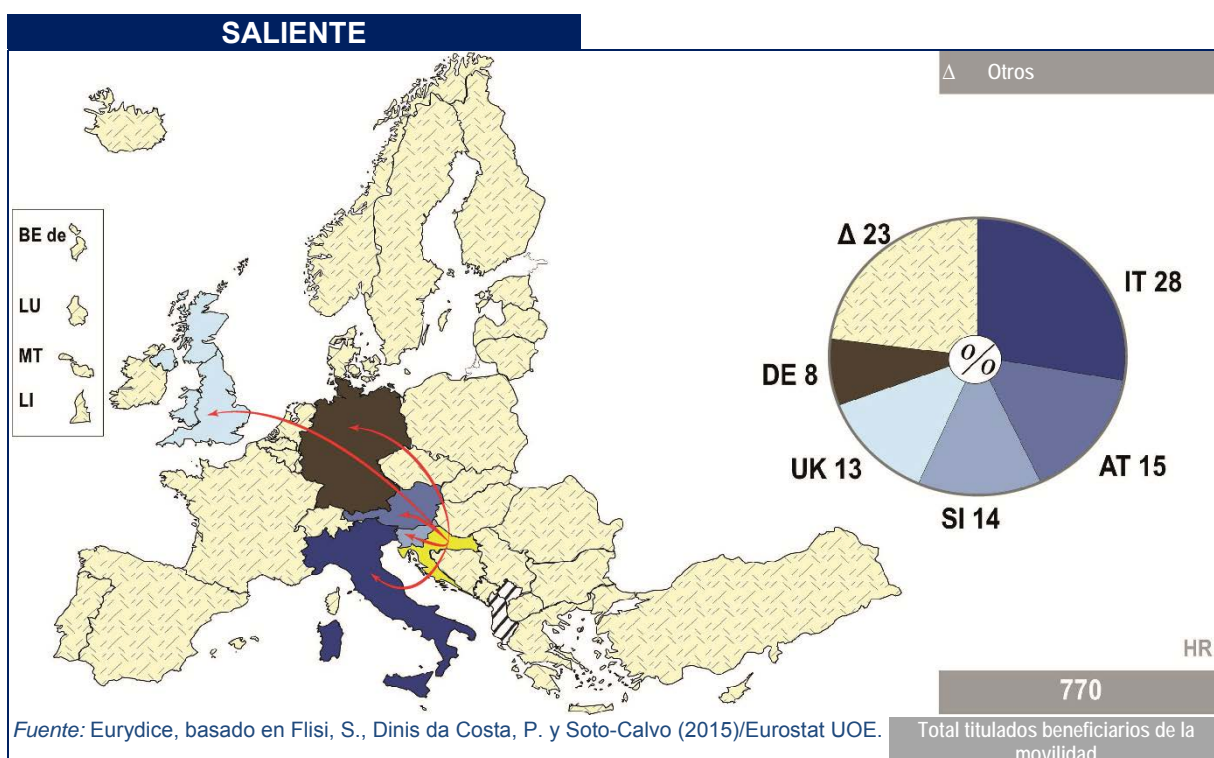 SALIENTE
Δ Otros
BE de
LU
MT
LI
Δ 23
IT 28
DE 8
%
UK 13
AT 15
SI 14
HR
770
Fuente: Eurydice, basado en Flisi, S., Dinis da Costa, P. y Soto-Calvo (2015)/Eurostat UOE.
Total titulados beneficiarios de la
movilidad